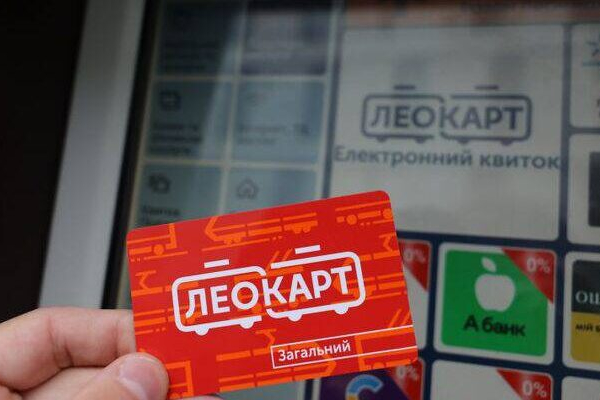 ЛЕОКАРТ
Електронний квиток
0%
0%
А банк
ЛЕОКАРТ
Загальний
0%
0%